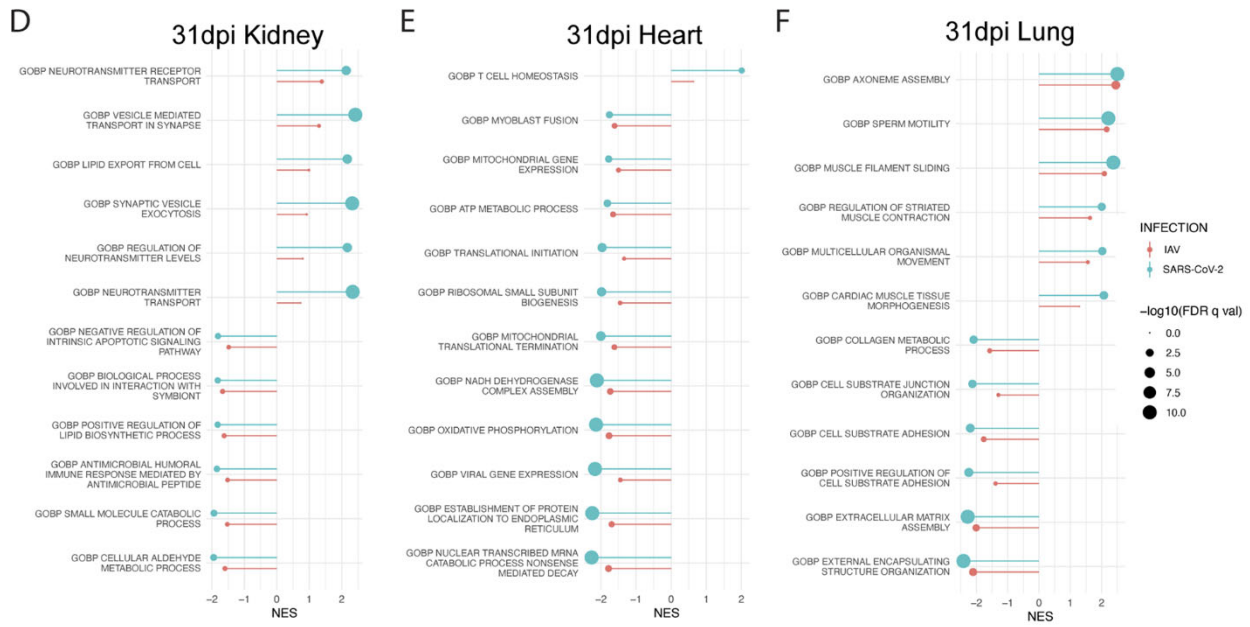 D
31dpi Kidney
GOBP NEUROTRANSMITTER RECEPTOR
TRANSPORT
GOBP VESICLE MEDIATED
TRANSPORT IN SYNAPSE
GOBP LIPID EXPORT FROM CELL
GOBP SYNAPTIC VESICLE
EXOCYTOSIS
GOBP REGULATION OF
NEUROTRANSMITTER LEVELS
GOBP NEUROTRANSMITTER
TRANSPORT
GOBP NEGATIVE REGULATION OF
INTRINSIC APOPTOTIC SIGNALING
PATHWAY
GOBP BIOLOGICAL PROCESS
INVOLVED IN INTERACTION WITH
SYMBIONT
GOBP POSITIVE REGULATION OF
LIPID BIOSYNTHETIC PROCESS
GOBP ANTIMICROBIAL HUMORAL
IMMUNE RESPONSE MEDIATED BY
ANTIMICROBIAL PEPTIDE
GOBP SMALL MOLECULE CATABOLIC
PROCESS
GOBP CELLULAR ALDEHYDE
METABOLIC PROCESS
−2 −1 0 1 2
NES
E
31dpi Heart
GOBP T CELL HOMEOSTASIS
GOBP MYOBLAST FUSION
GOBP MITOCHONDRIAL GENE
EXPRESSION
GOBP ATP METABOLIC PROCESS
GOBP TRANSLATIONAL INITIATION
GOBP RIBOSOMAL SMALL SUBUNIT
BIOGENESIS
GOBP MITOCHONDRIAL
TRANSLATIONAL TERMINATION
GOBP NADH DEHYDROGENASE
COMPLEX ASSEMBLY
GOBP OXIDATIVE PHOSPHORYLATION
GOBP VIRAL GENE EXPRESSION
GOBP ESTABLISHMENT OF PROTEIN
LOCALIZATION TO ENDOPLASMIC
RETICULUM
GOBP NUCLEAR TRANSCRIBED MRNA
CATABOLIC PROCESS NONSENSE
MEDIATED DECAY
−2 −1 0 1 2
NES
F
31dpi Lung
GOBP AXONEME ASSEMBLY
GOBP SPERM MOTILITY
GOBP MUSCLE FILAMENT SLIDING
GOBP REGULATION OF STRIATED
MUSCLE CONTRACTION
GOBP MULTICELLULAR ORGANISMAL
MOVEMENT
GOBP CARDIAC MUSCLE TISSUE
MORPHOGENESIS
GOBP COLLAGEN METABOLIC
PROCESS
GOBP CELL SUBSTRATE JUNCTION
ORGANIZATION
GOBP CELL SUBSTRATE ADHESION
GOBP POSITIVE REGULATION OF
CELL SUBSTRATE ADHESION
GOBP EXTRACELLULAR MATRIX
ASSEMBLY
GOBP EXTERNAL ENCAPSULATING
STRUCTURE ORGANIZATION
−2 −1 0 1 2
NES
INFECTION
IAV
SARS-CoV-2
−log10(FDR q val)
0.0
2.5
5.0
7.5
10.0